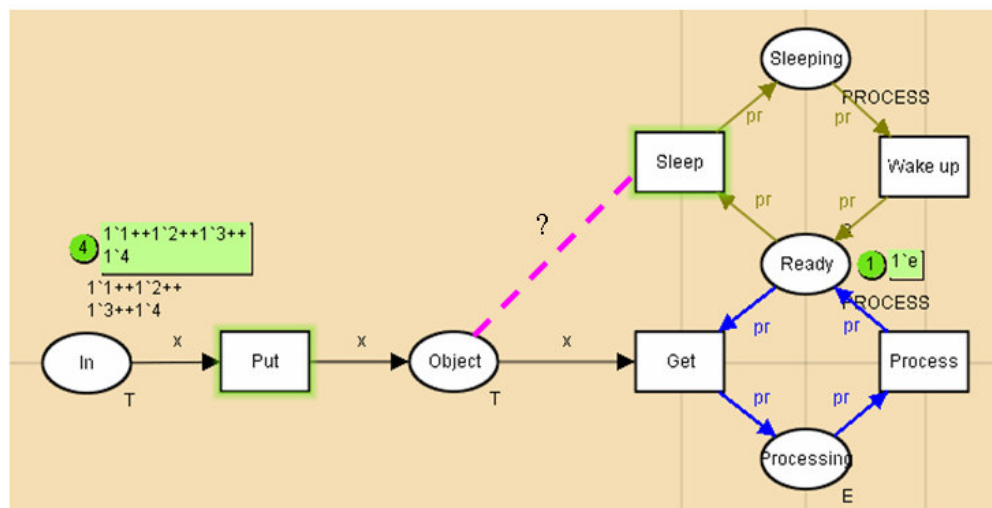 Sleeping
PROCESS
pr
pr
Sleep
Wake up
?
pr
pr
4
1`1++1`2++1`3++
1`4
1`1++1`2++
1`3++1`4
Ready
1
1`e
PROCESS
pr
pr
In
x
Put
x
Object
x
Get
Process
T
T
pr
pr
Processing
E